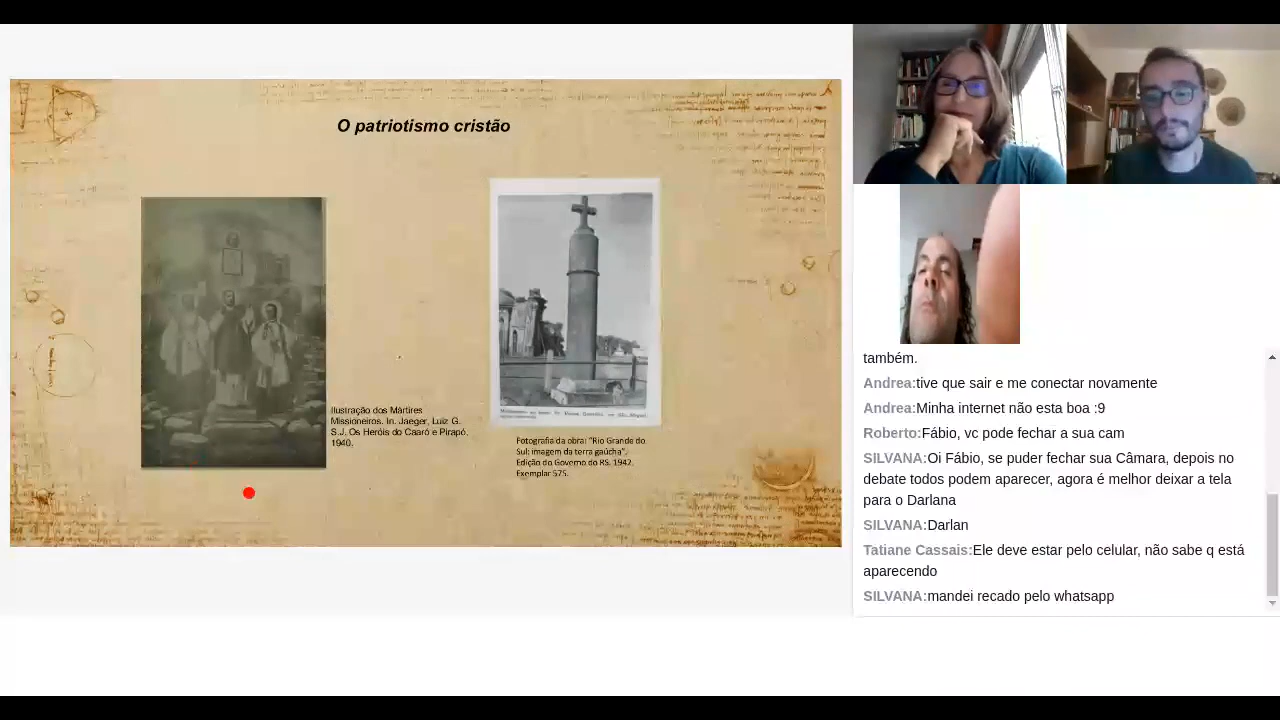 O patriotismo cristão
Ilustração dos Mártires
Missioneiros. In. Jaeger, Luiz G.
S.J. Os Heróis do Caaró e Pirapó.
1940.
Fotografia da obra: "Rio Grande do
Sul: imagem da terra gaúcha".
Edição do Governo do RS. 1942.
Exemplar 575.
também.
Andrea:tive que sair e me conectar novamente
Andrea:Minha internet não esta boa :9
Roberto:Fábio, vc pode fechar a sua cam
SILVANA:Oi Fábio, se puder fechar sua Câmara, depois no
debate todos podem aparecer, agora é melhor deixar a tela
para o Darlana
SILVANA:Darlan
Tatiane Cassais:Ele deve estar pelo celular, não sabe q está
aparecendo
SILVANA:mandei recado pelo whatsapp